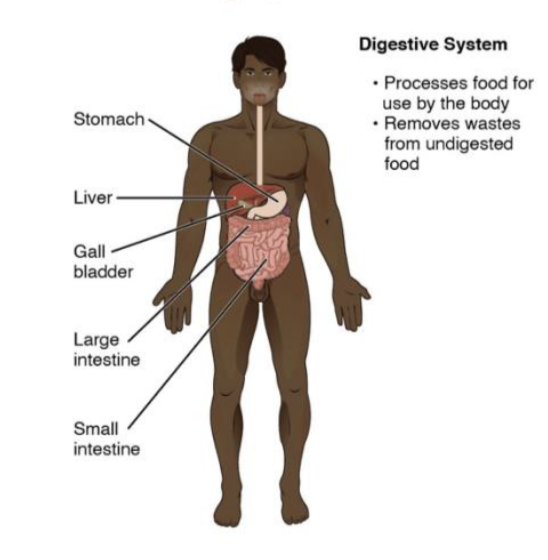 Digestive System
• Processes food for
use by the body
• Removes wastes
from undigested
food
Stomach
Liver
Gall
bladder
Large
intestine
Small
intestine